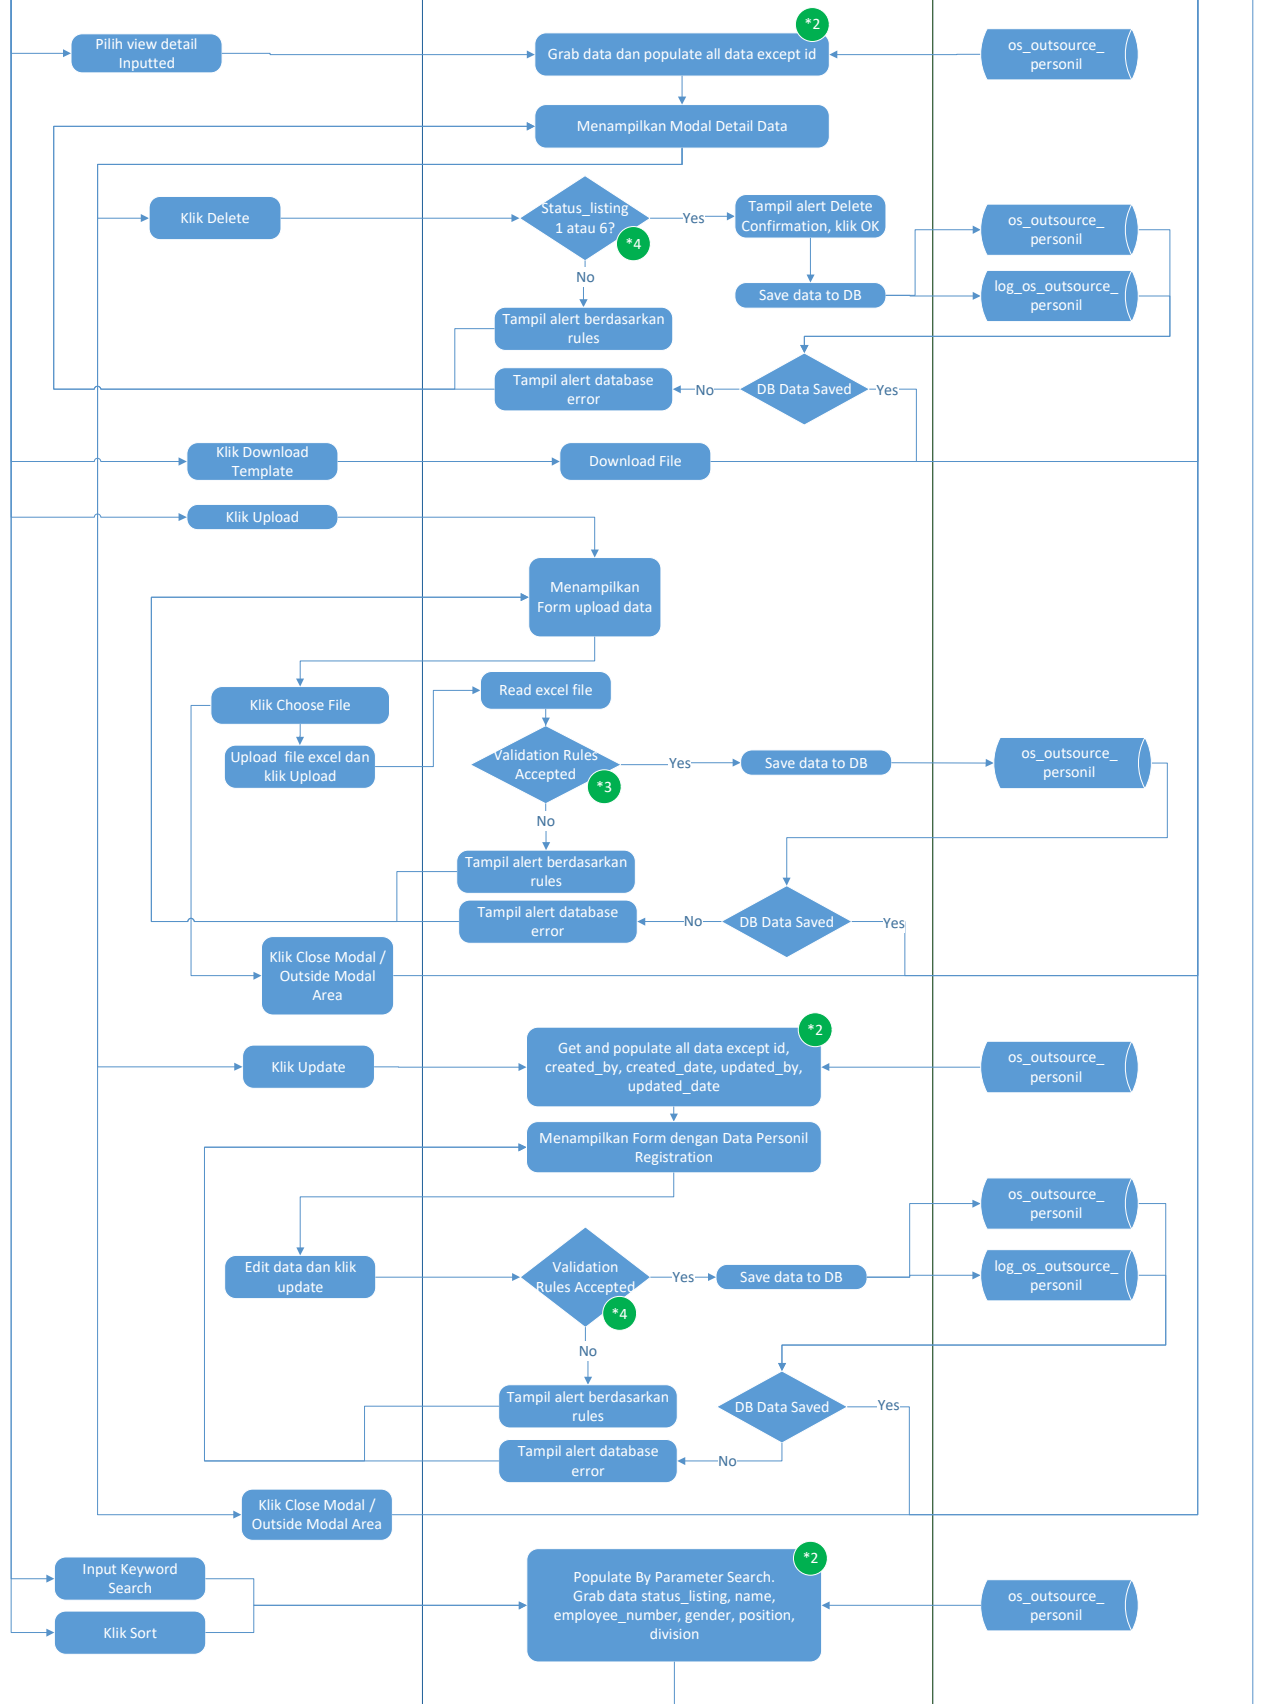 *2
Pilih view detail
Inputted
Grab data dan populate all data except id
os_outsource_
personil
Menampilkan Modal Detail Data
Klik Delete
Status_listing
1 atau 6?
*4
Yes
Tampil alert Delete
Confirmation, klik OK
os_outsource_
personil
No
Save data to DB
log_os_outsource_
personil
Tampil alert berdasarkan
rules
Tampil alert database
error
No
DB Data Saved
Yes
Klik Download
Template
Download File
Klik Upload
Menampilkan
Form upload data
Klik Choose File
Read excel file
Upload  file excel dan
klik Upload
Validation Rules
Accepted
*3
Yes
Save data to DB
os_outsource_
personil
No
Tampil alert berdasarkan
rules
Tampil alert database
error
No
DB Data Saved
Yes
Klik Close Modal /
Outside Modal
Area
*2
Klik Update
Get and populate all data except id,
created_by, created_date, updated_by,
updated_date
os_outsource_
personil
Menampilkan Form dengan Data Personil
Registration
os_outsource_
personil
Edit data dan klik
update
Validation
Rules Accepted
*4
Yes
Save data to DB
log_os_outsource_
personil
No
Tampil alert berdasarkan
rules
DB Data Saved
Yes
Tampil alert database
error
No
Klik Close Modal /
Outside Modal Area
*2
Input Keyword
Search
Klik Sort
Populate By Parameter Search.
Grab data status_listing, name,
employee_number, gender, position,
division
os_outsource_
personil